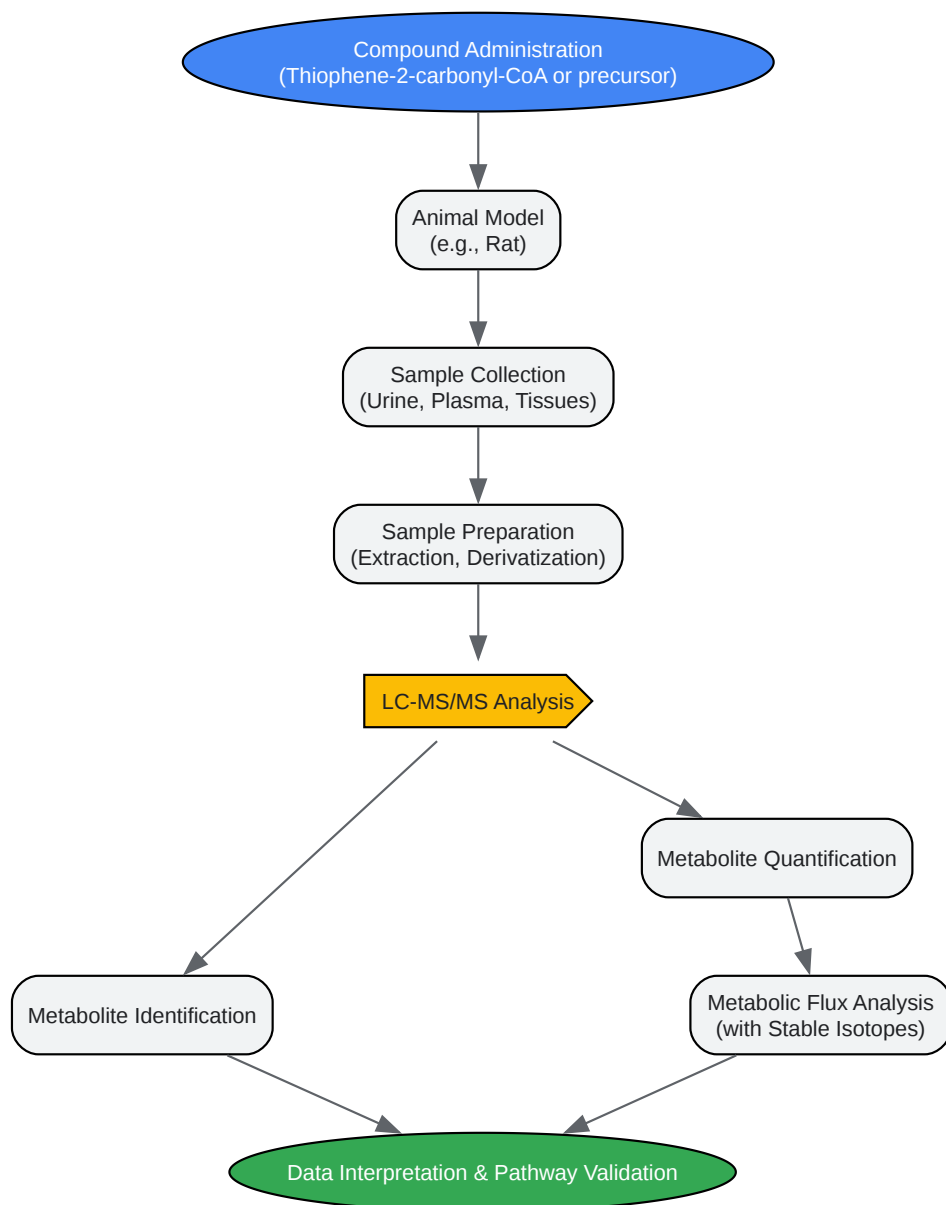 Compound Administration
(Thiophene-2-carbonyl-CoA or precursor)
Animal Model
(e.g., Rat)
Sample Collection
(Urine, Plasma, Tissues)
Sample Preparation
(Extraction, Derivatization)
LC-MS/MS Analysis
Metabolite Quantification
Metabolite Identification
Metabolic Flux Analysis
(with Stable Isotopes)
Data Interpretation & Pathway Validation